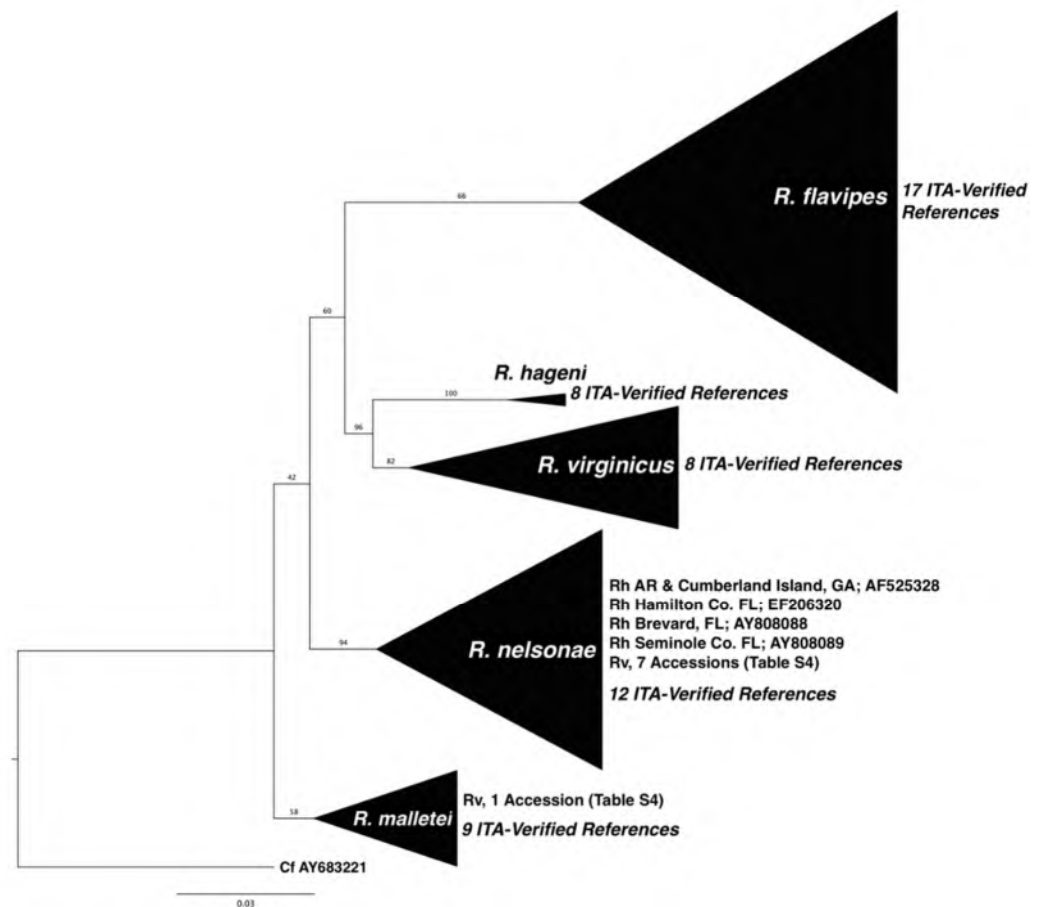 66
R. flavipes
17 ITA-Verified
References
60
R. hageni
100
8 ITA-Verified References
96
82
R. virginicus
8 ITA-Verified References
42
Rh AR & Cumberland Island, GA; AF525328
Rh Hamilton Co. FL; EF206320
Rh Brevard, FL; AY808088
Rh Seminole Co. FL; AY808089
Rv, 7 Accessions (Table S4)
94
R. nelsonae
12 ITA-Verified References
58
R. malletei
Rv, 1 Accession (Table S4)
9 ITA-Verified References
Cf AY683221
0.03